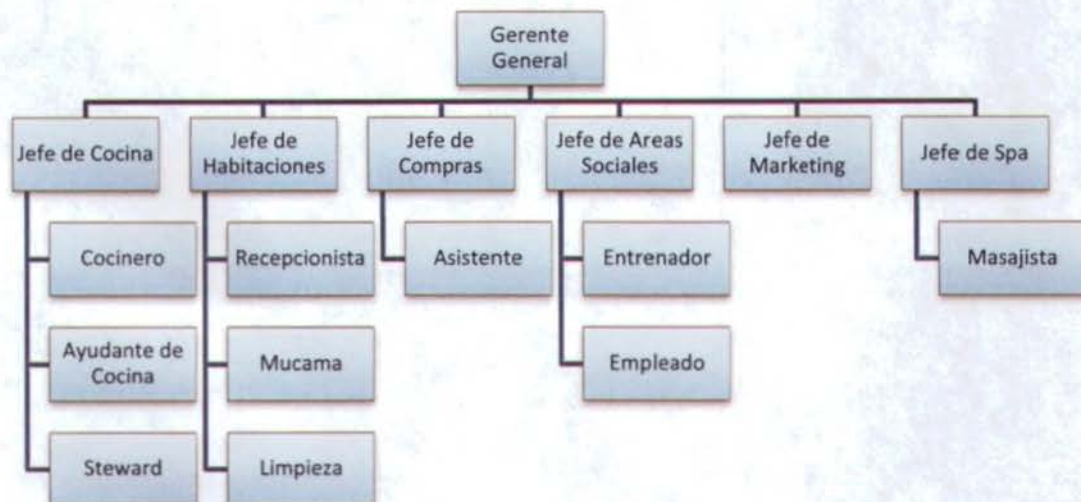 Gerente
General
Jefe de Cocina
Jefe de
Habitaciones
Jefe de
Compras
Jefe de Areas
Sociales
Jefe de
Marketing
Jefe de Spa
Cocinero
Recepcionista
Asistente
Entrenador
Masajista
Ayudante de
Cocina
Mucama
Empleado
Steward
Limpieza